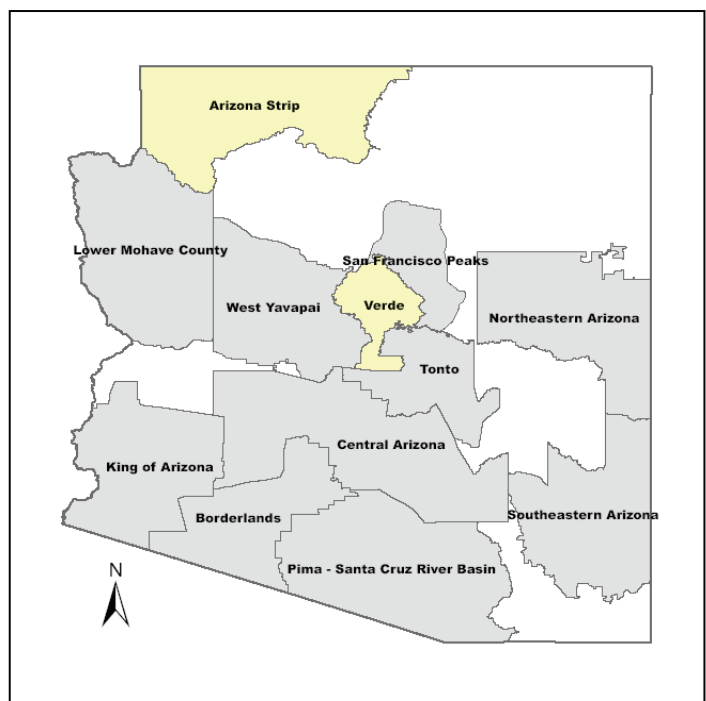 Arizona Strip
Lower Mohave County
San Francisco Peaks
West Yavapai
Verde
Northeastern Arizona
Tonto
Central Arizona
King of Arizona
Borderlands
Southeastern Arizona
Pima - Santa Cruz River Basin
N